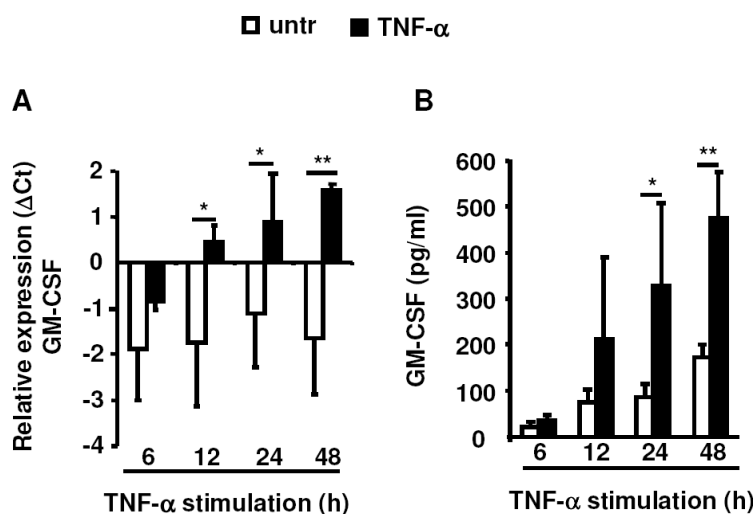 untr TNF-α
A
Relative expression (ΔCt)
GM-CSF
2
1
0
-1
-2
-3
-4
*
*
**
6 12 24 48
TNF-α stimulation (h)
B
GM-CSF (pg/ml)
600
500
400
300
200
100
0
*
**
6 12 24 48
TNF-α stimulation (h)